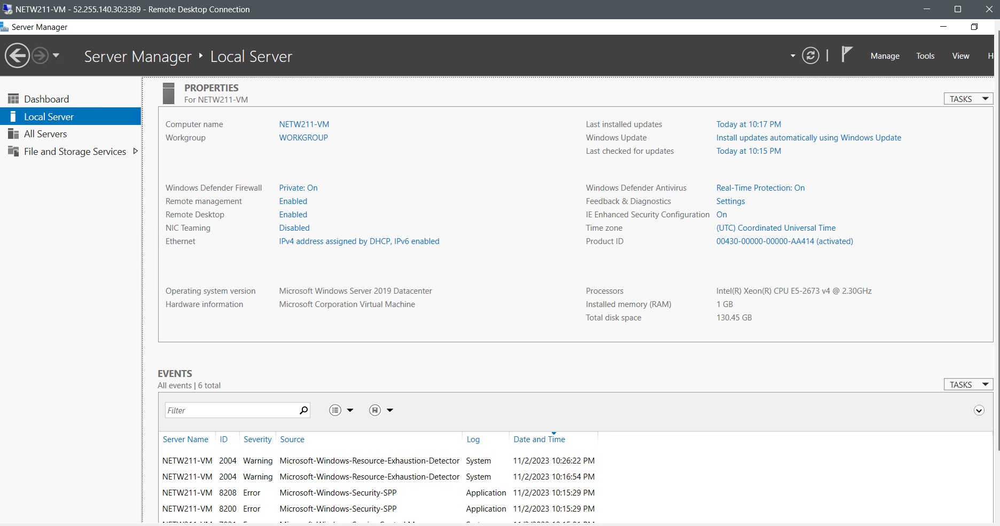 NETW211-VM - 52.255.140.30:3389 - Remote Desktop Connection
Server Manager
Server Manager ‣ Local Server
Manage Tools View
Dashboard
Local Server
All Servers
File and Storage Services
PROPERTIES
For NETW211-VM
TASKS
Computer name NETW211-VM
Workgroup WORKGROUP
Last installed updates Today at 10:17 PM
Windows Update Install updates automatically using Windows Update
Last checked for updates Today at 10:15 PM
Windows Defender Firewall Private: On
Remote management Enabled
Remote Desktop Enabled
NIC Teaming Disabled
Ethernet IPv4 address assigned by DHCP, IPv6 enabled
Windows Defender Antivirus Real-Time Protection: On
Feedback & Diagnostics Settings
IE Enhanced Security Configuration On
Time zone (UTC) Coordinated Universal Time
Product ID 00430-00000-00000-AA414 (activated)
Operating system version Microsoft Windows Server 2019 Datacenter
Hardware information Microsoft Corporation Virtual Machine
Processors Intel(R) Xeon(R) CPU E5-2673 v4 @ 2.30GHz
Installed memory (RAM) 1 GB
Total disk space 130.45 GB
EVENTS
All events | 6 total
TASKS
Filter
Server Name ID Severity Source Log Date and Time
NETW211-VM 2004 Warning Microsoft-Windows-Resource-Exhaustion-Detector System 11/2/2023 10:26:22 PM
NETW211-VM 2004 Warning Microsoft-Windows-Resource-Exhaustion-Detector System 11/2/2023 10:16:54 PM
NETW211-VM 8208 Error Microsoft-Windows-Security-SPP Application 11/2/2023 10:15:29 PM
NETW211-VM 8200 Error Microsoft-Windows-Security-SPP Application 11/2/2023 10:15:29 PM